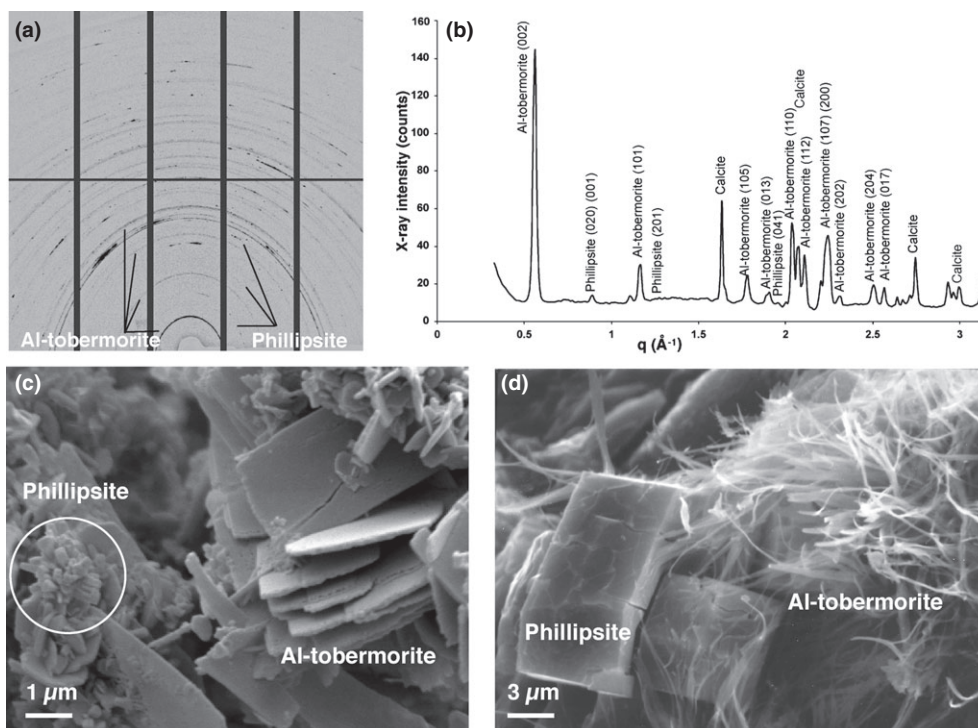 (a)
Al-tobermorite
Phillipsite
(b)
X-ray intensity (counts)
160
140
120
100
80
60
40
20
0
0
0.5
1
1.5
2
2.5
3
q (Å⁻¹)
Al-tobermorite (002)
Phillipsite (020) (001)
Al-tobermorite (101)
Phillipsite (201)
Calcite
Al-tobermorite (105)
Al-tobermorite (013)
Phillipsite (041)
Al-tobermorite (110)
Calcite
Al-tobermorite (112)
Al-tobermorite (107) (200)
Al-tobermorite (202)
Al-tobermorite (204)
Al-tobermorite (017)
Calcite
Calcite
(c)
Phillipsite
Al-tobermorite
1 µm
(d)
Phillipsite
Al-tobermorite
3 µm